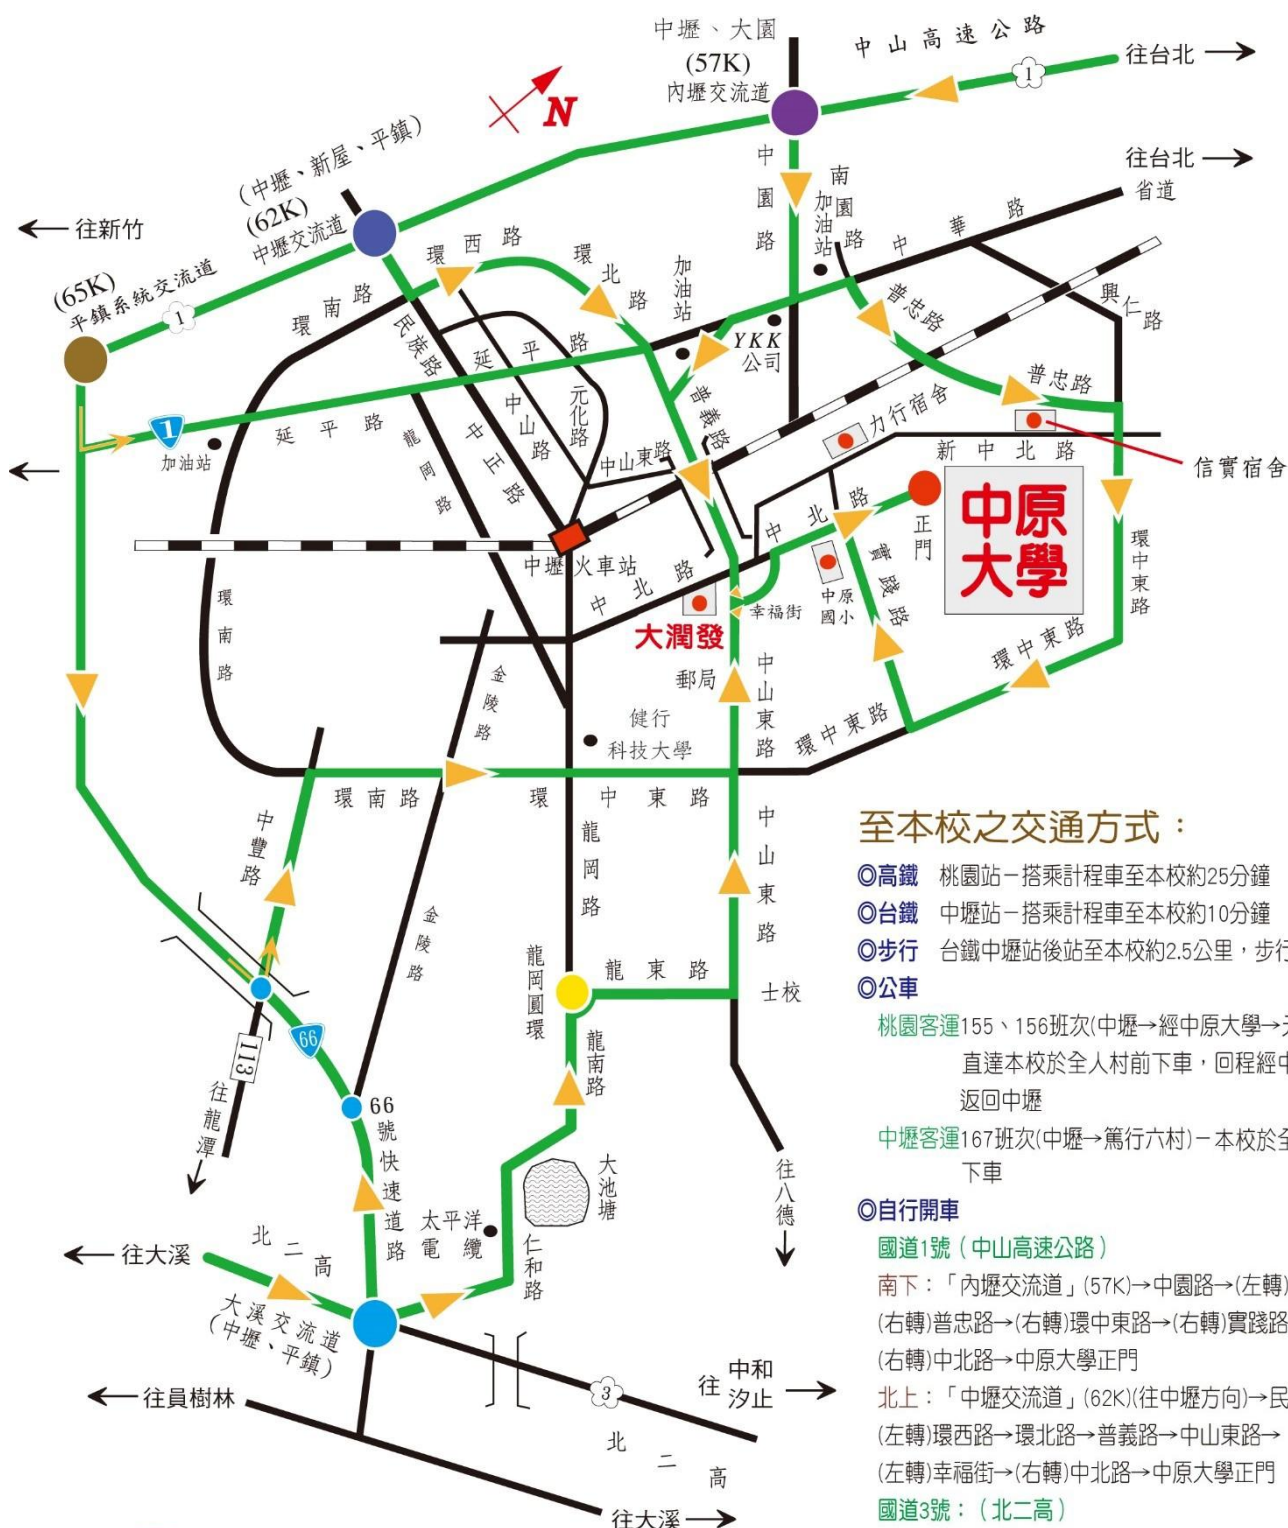 中壢、大園
(57K)
內壢交流道
中山高速公路
1
往台北
N
往台北
省道
(中壢、新屋、平鎮)
(62K)
中壢交流道
往新竹
(65K)
平鎮系統交流道
1
環南路
環西路
環北路
加油站
中園路
南園路
加油站
中華路
興仁路
普忠路
普忠路
YKK
公司
民族路
延平路
元化路
中山路
中正路
龍岡路
延平路
1
加油站
中山東路
普義路
力行宿舍
新中北路
信實宿舍
中原
大學
正門
中北路
環中東路
中壢火車站
中北路
大潤發
幸福街
中原
國小
實踐路
環中東路
環南路
郵局
中山東路
環中東路
金陵路
健行
科技大學
環南路
環中東路
中豐路
龍岡路
中山東路
金陵路
龍岡圓環
龍東路
士校
66
113
往龍潭
66號快速道路
龍南路
大池塘
往八德
太平洋
電纜
仁和路
往大溪
北二高
大溪交流道
(中壢、平鎮)
往員樹林
3
往
中和
汐止
北二高
往大溪
至本校之交通方式：
◎高鐵 桃園站－搭乘計程車至本校約25分鐘
◎台鐵 中壢站－搭乘計程車至本校約10分鐘
◎步行 台鐵中壢站後站至本校約2.5公里，步行
◎公車
桃園客運155、156班次(中壢→經中原大學→
直達本校於全人村前下車，回程經中
返回中壢
中壢客運167班次(中壢→篤行六村)－本校於全
下車
◎自行開車
國道1號（中山高速公路）
南下：「內壢交流道」(57K)→中園路→(左轉)
(右轉)普忠路→(右轉)環中東路→(右轉)實踐路
(右轉)中北路→中原大學正門
北上：「中壢交流道」(62K)(往中壢方向)→民
(左轉)環西路→環北路→普義路→中山東路→
(左轉)幸福街→(右轉)中北路→中原大學正門
國道3號：（北二高）